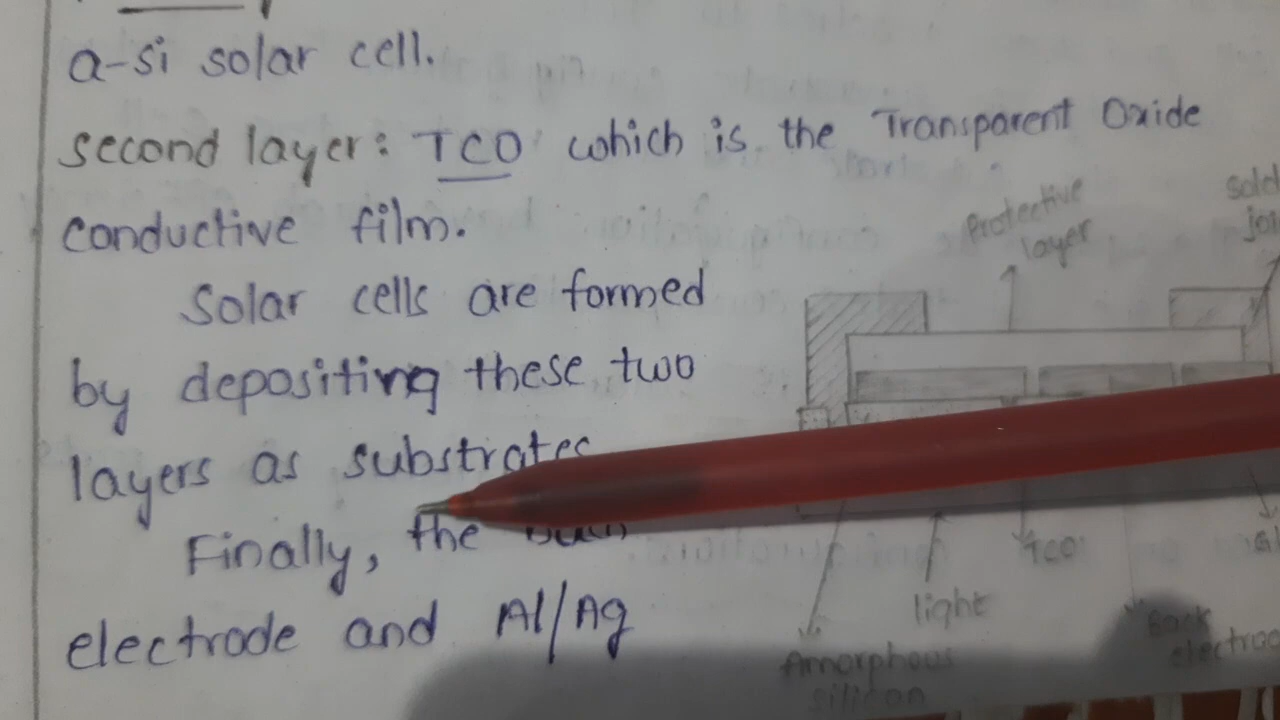 a-si solar cell.
second layer: TCO which is the Transparent Oxide
conductive film.
Solar cells are formed
by depositing these two
layers as substrates
Finally, the
electrode and Al/Ag
Protective
layer
light
TCO
Back
Amorphous
silicon